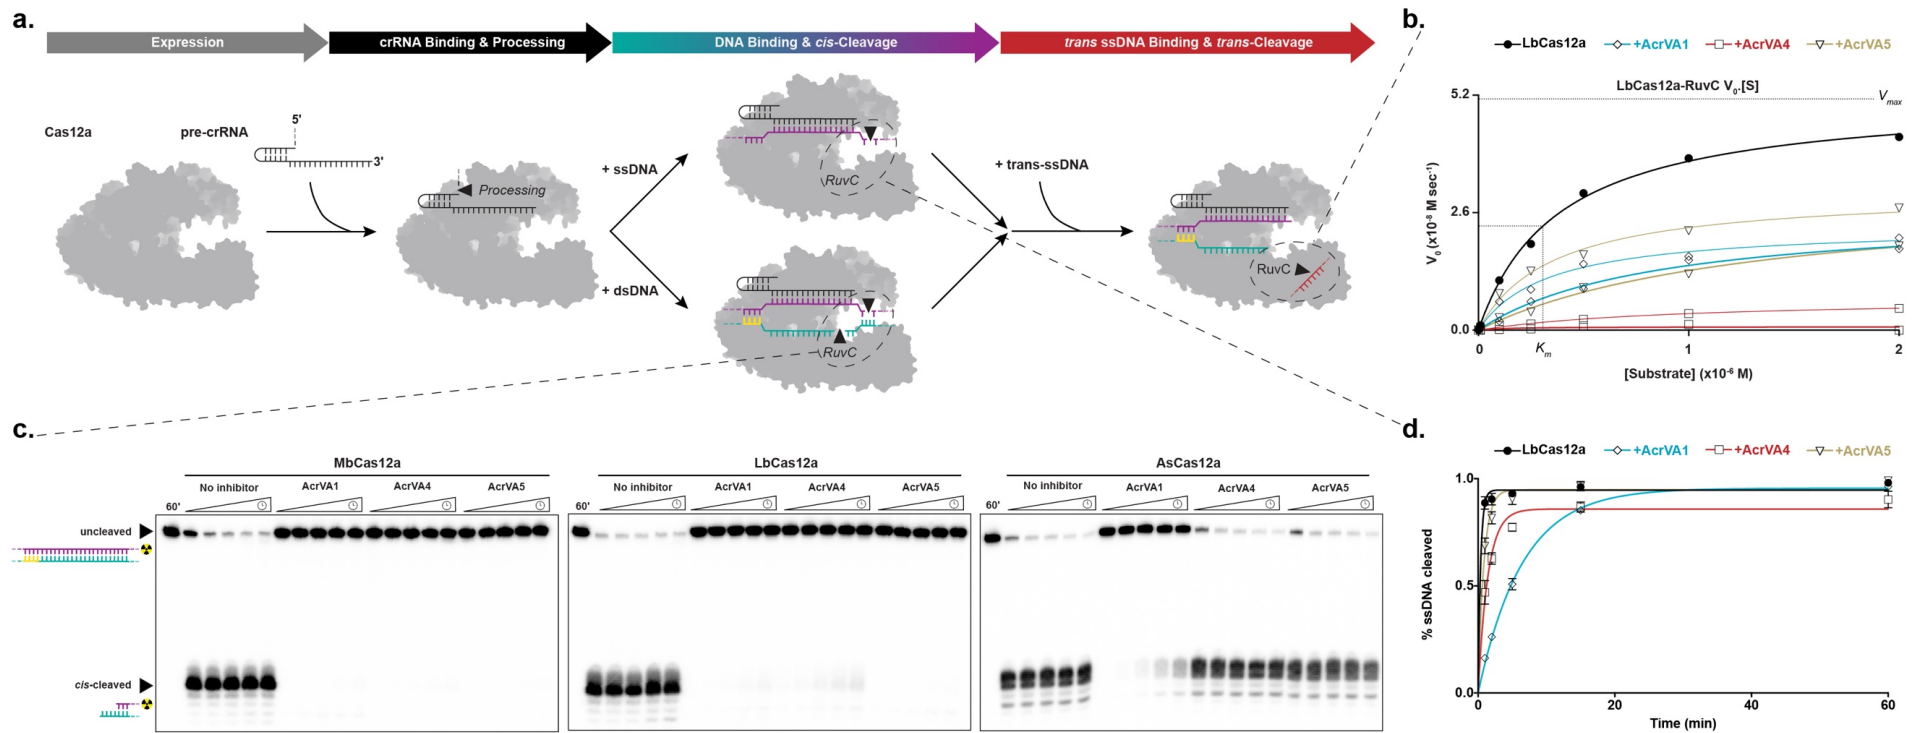 a.
Expression
crRNA Binding & Processing
DNA Binding & cis-Cleavage
trans ssDNA Binding & trans-Cleavage
Cas12a
pre-crRNA
5'
3'
Processing
+ ssDNA
+ dsDNA
RuvC
RuvC
+ trans-ssDNA
RuvC
b.
LbCas12a
+AcrVA1
+AcrVA4
+AcrVA5
LbCas12a-RuvC V0-[S]
Vmax
5.2
2.6
0.0
V0 (x10-8 M sec-1)
0
Km
1
2
[Substrate] (x10-6 M)
c.
MbCas12a
No inhibitor
AcrVA1
AcrVA4
AcrVA5
60'
LbCas12a
No inhibitor
AcrVA1
AcrVA4
AcrVA5
60'
AsCas12a
No inhibitor
AcrVA1
AcrVA4
AcrVA5
60'
uncleaved
cis-cleaved
d.
LbCas12a
+AcrVA1
+AcrVA4
+AcrVA5
1.0
0.5
0.0
% ssDNA cleaved
0
20
40
60
Time (min)